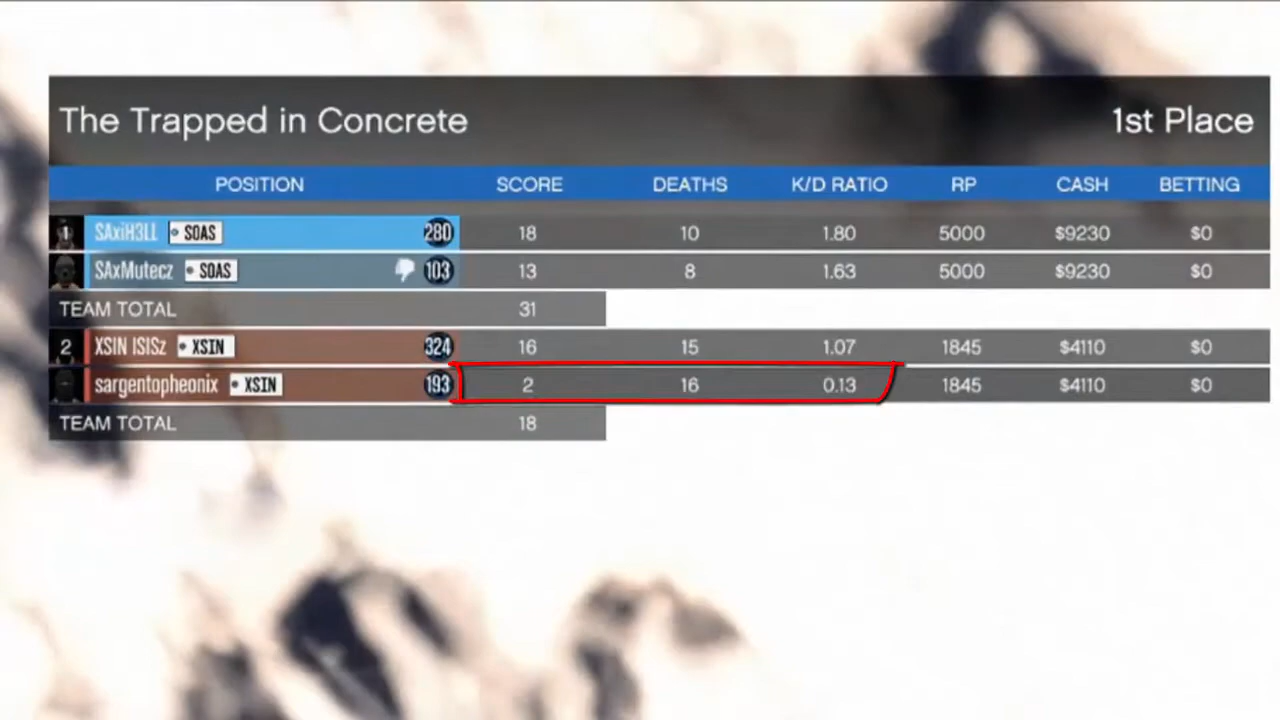 The Trapped in Concrete 1st Place
POSITION SCORE DEATHS K/D RATIO RP CASH BETTING
1 SAxiH3LL SOAS 280 18 10 1.80 5000 $9230 $0
SAxMutecz SOAS 103 13 8 1.63 5000 $9230 $0
TEAM TOTAL 31
2 XSIN ISISz XSIN 324 16 15 1.07 1845 $4110 $0
sargentopheonix XSIN 193 2 16 0.13 1845 $4110 $0
TEAM TOTAL 18